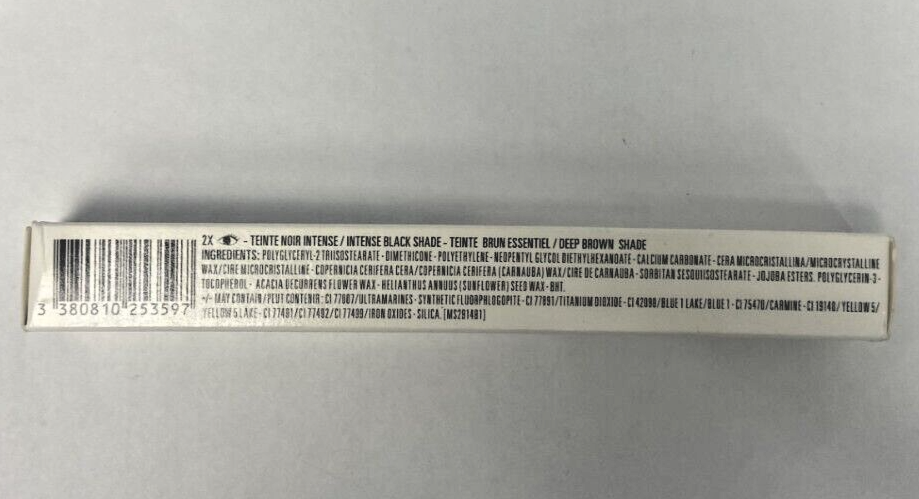 2X - TEINTE NOIR INTENSE / INTENSE BLACK SHADE - TEINTE BRUN ESSENTIEL / DEEP BROWN SHADE
INGREDIENTS: POLYGLYCERYL-2 TRIISOSTEARATE - DIMETHICONE - POLYETHYLENE - NEOPENTYL GLYCOL DIETHYLHEXANOATE - CALCIUM CARBONATE - CERA MICROCRISTALLINA/MICROCRYSTALLINE
WAX/CIRE MICROCRISTALLINE - COPERNICIA CERIFERA CERA/COPERNICIA CERIFERA (CARNAUBA) WAX/CIRE DE CARNAUBA - SORBITAN SESQUIISOSTEARATE - JOJOBA ESTERS. POLYGLYCERIN-3 -
TOCOPHEROL - ACACIA DECURRENS FLOWER WAX - HELIANTHUS ANNUUS (SUNFLOWER) SEED WAX - BHT.
+/- MAY CONTAIN/PEUT CONTENIR: CI 77007/ULTRAMARINES - SYNTHETIC FLUORPHLOGOPITE - CI 77891/TITANIUM DIOXIDE - CI 42090/BLUE 1 LAKE/BLUE 1 - CI 75470/CARMINE - CI 19140/YELLOW 5/
YELLOW 5 LAKE - CI 77491/CI 77492/CI 77499/IRON OXIDES - SILICA. [MS291481]
3 380810 253597